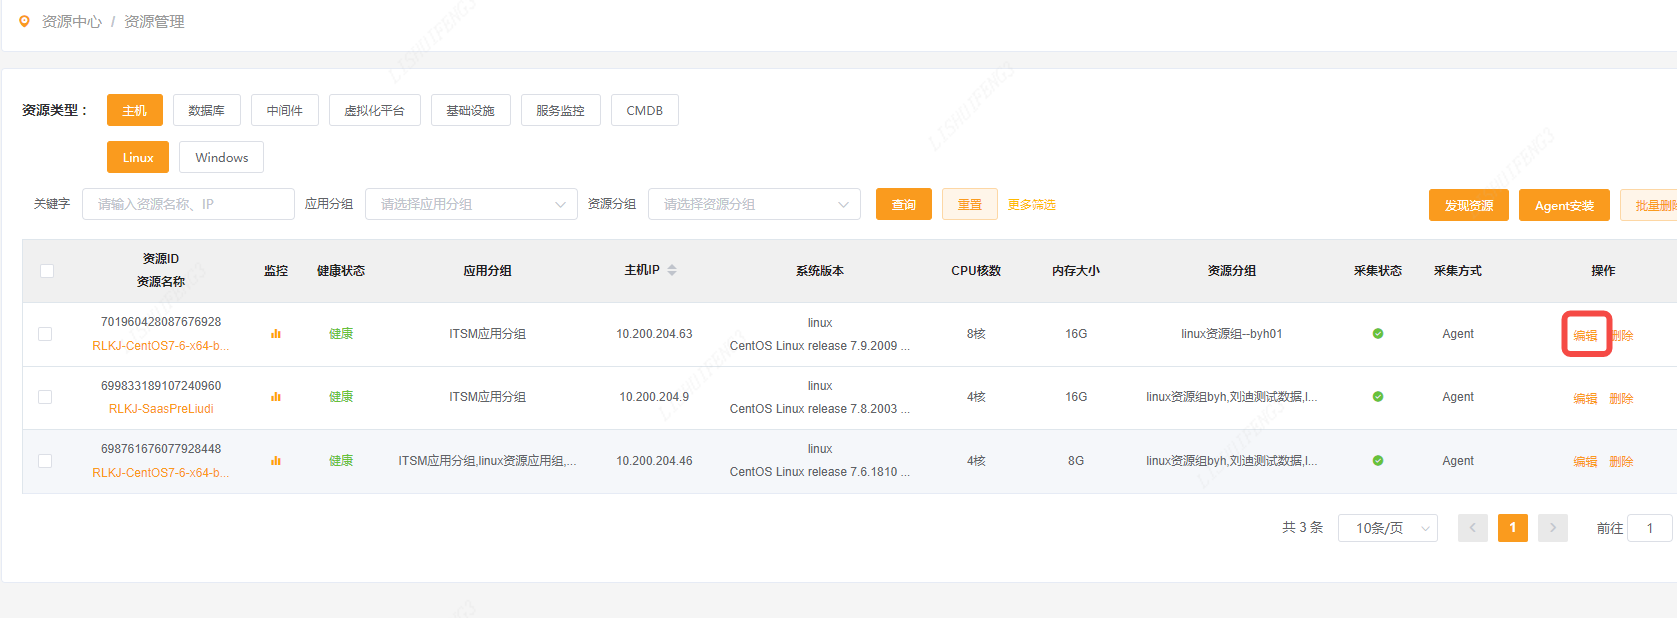 资源中心 / 资源管理
资源类型： 主机 数据库 中间件 虚拟化平台 基础设施 服务监控 CMDB
Linux Windows
关键字 请输入资源名称、IP 应用分组 请选择应用分组 资源分组 请选择资源分组 查询 重置 更多筛选 发现资源 Agent安装 批量删除
资源ID
资源名称 监控 健康状态 应用分组 主机IP 系统版本 CPU核数 内存大小 资源分组 采集状态 采集方式 操作
701960428087676928 linux
健康 ITSM应用分组 10.200.204.63 8核 16G linux资源组--byh01 Agent 编辑 删除
RLKJ-CentOS7-6-x64-b... CentOS Linux release 7.9.2009 ...
699833189107240960 linux
健康 ITSM应用分组 10.200.204.9 4核 16G linux资源组byh,刘迪测试数据,l... Agent 编辑 删除
RLKJ-SaasPreLiudi CentOS Linux release 7.8.2003 ...
698761676077928448 linux
健康 ITSM应用分组,linux资源应用组,... 10.200.204.46 4核 8G linux资源组byh,刘迪测试数据,l... Agent 编辑 删除
RLKJ-CentOS7-6-x64-b... CentOS Linux release 7.6.1810 ...
共 3 条 10条/页 < 1 > 前往 1
LISHUIFENG3